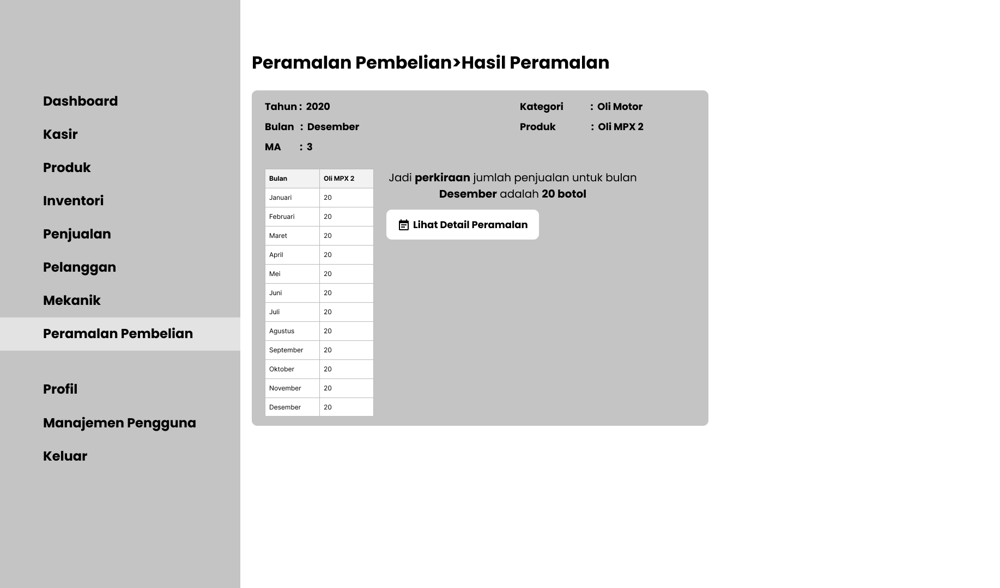 Dashboard
Kasir
Produk
Inventori
Penjualan
Pelanggan
Mekanik
Peramalan Pembelian
Profil
Manajemen Pengguna
Keluar
Peramalan Pembelian>Hasil Peramalan
Tahun : 2020
Bulan : Desember
MA : 3
Kategori : Oli Motor
Produk : Oli MPX 2
Bulan Oli MPX 2
Januari 20
Februari 20
Maret 20
April 20
Mei 20
Juni 20
Juli 20
Agustus 20
September 20
Oktober 20
November 20
Desember 20
Jadi perkiraan jumlah penjualan untuk bulan
Desember adalah 20 botol
Lihat Detail Peramalan